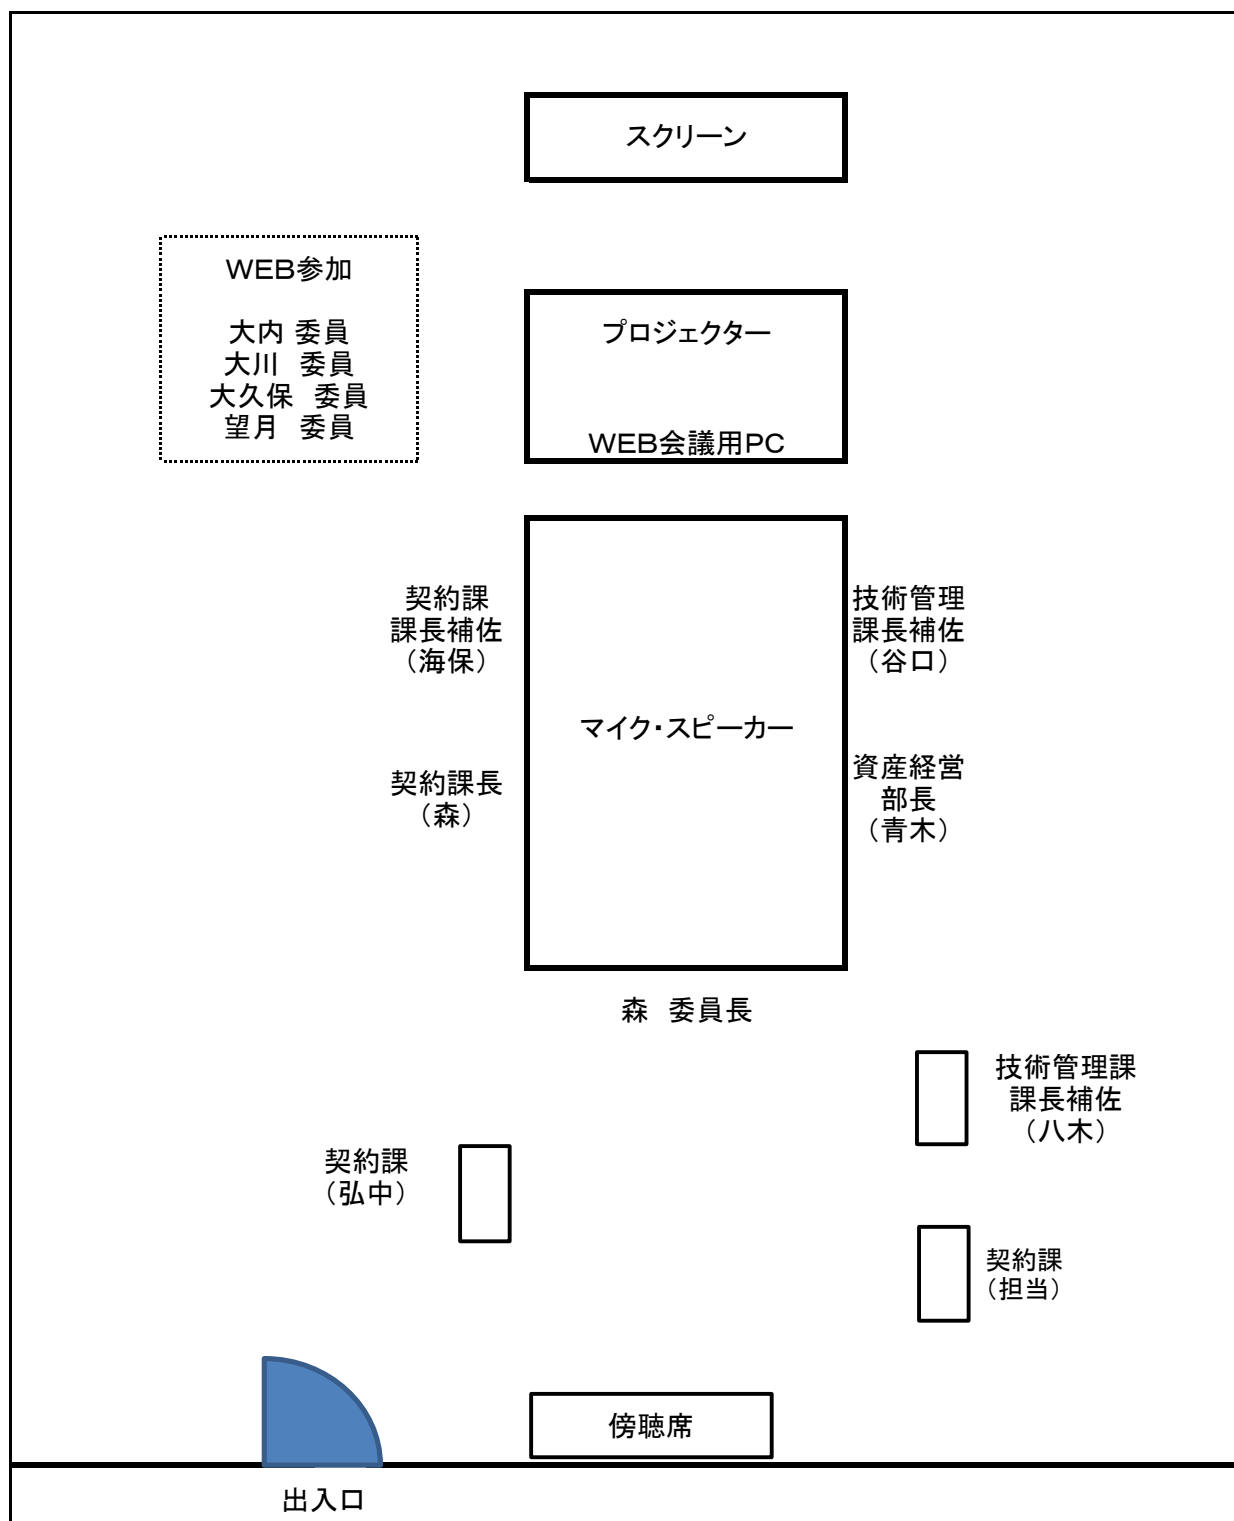 スクリーン
WEB参加
大内 委員
大川　委員
大久保　委員
望月　委員
プロジェクター
WEB会議用PC
契約課
課長補佐
（海保）
技術管理
課長補佐
（谷口）
マイク・スピーカー
契約課長
（森）
資産経営
部長
（青木）
森　委員長
技術管理課
課長補佐
（八木）
契約課
（弘中）
契約課
（担当）
傍聴席
出入口